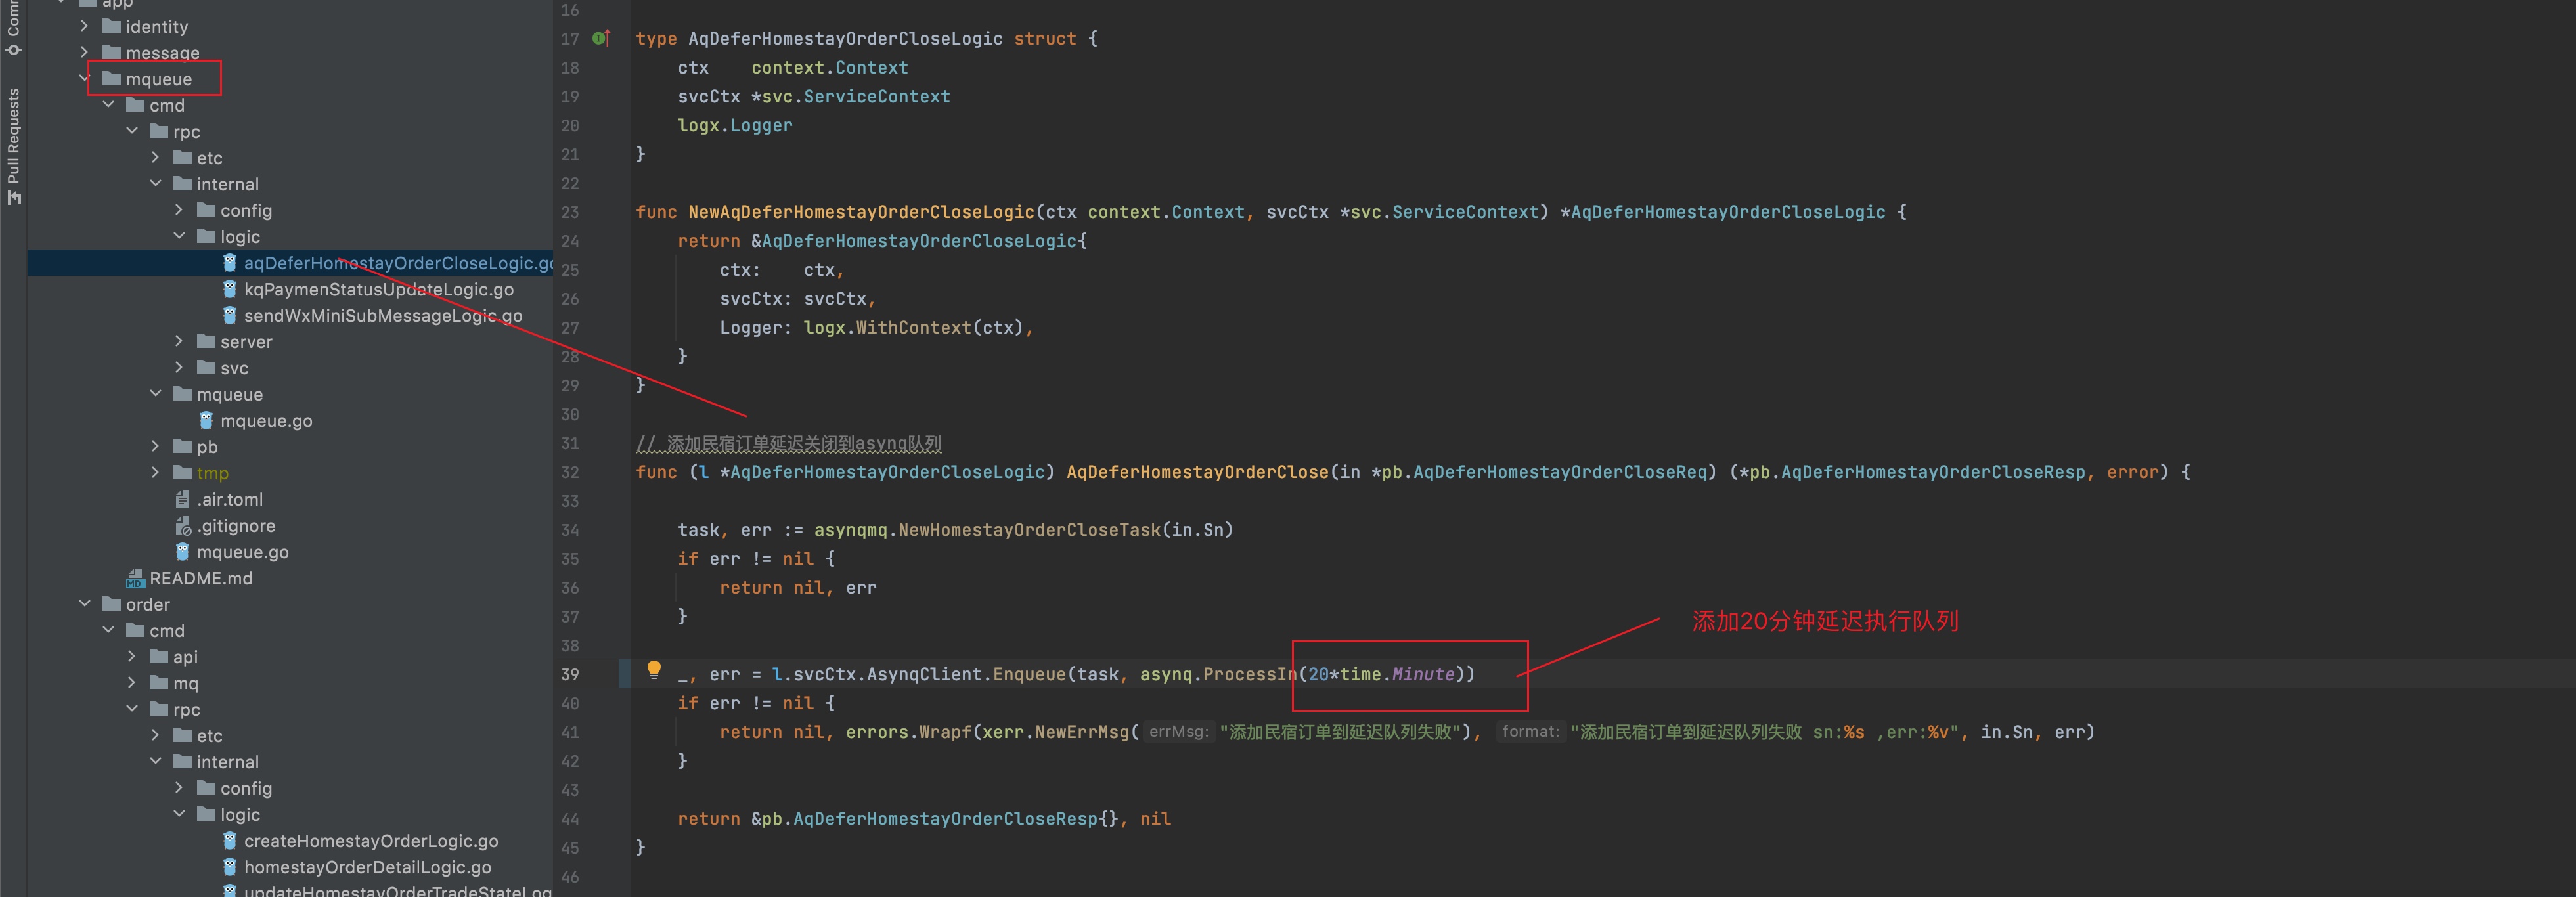 Comm
Pull Requests
app
identity
message
mqueue
cmd
rpc
etc
internal
config
logic
aqDeferHomestayOrderCloseLogic.go
kqPaymenStatusUpdateLogic.go
sendWxMiniSubMessageLogic.go
server
svc
mqueue
mqueue.go
pb
tmp
.air.toml
.gitignore
mqueue.go
README.md
order
cmd
api
mq
rpc
etc
internal
config
logic
createHomestayOrderLogic.go
homestayOrderDetailLogic.go
updateHomestayOrderTradeStateLog
16
17 type AqDeferHomestayOrderCloseLogic struct {
18 ctx    context.Context
19 svcCtx *svc.ServiceContext
20 logx.Logger
21 }
22
23 func NewAqDeferHomestayOrderCloseLogic(ctx context.Context, svcCtx *svc.ServiceContext) *AqDeferHomestayOrderCloseLogic {
24 return &AqDeferHomestayOrderCloseLogic{
25 ctx:    ctx,
26 svcCtx: svcCtx,
27 Logger: logx.WithContext(ctx),
28 }
29 }
30
31 // 添加民宿订单延迟关闭到asynq队列
32 func (l *AqDeferHomestayOrderCloseLogic) AqDeferHomestayOrderClose(in *pb.AqDeferHomestayOrderCloseReq) (*pb.AqDeferHomestayOrderCloseResp, error) {
33
34 task, err := asynqmq.NewHomestayOrderCloseTask(in.Sn)
35 if err != nil {
36 return nil, err
37 }
38
添加20分钟延迟执行队列
39 _, err = l.svcCtx.AsynqClient.Enqueue(task, asynq.ProcessIn(20*time.Minute))
40 if err != nil {
41 return nil, errors.Wrapf(xerr.NewErrMsg( errMsg: "添加民宿订单到延迟队列失败"), format: "添加民宿订单到延迟队列失败 sn:%s ,err:%v", in.Sn, err)
42 }
43
44 return &pb.AqDeferHomestayOrderCloseResp{}, nil
45 }
46